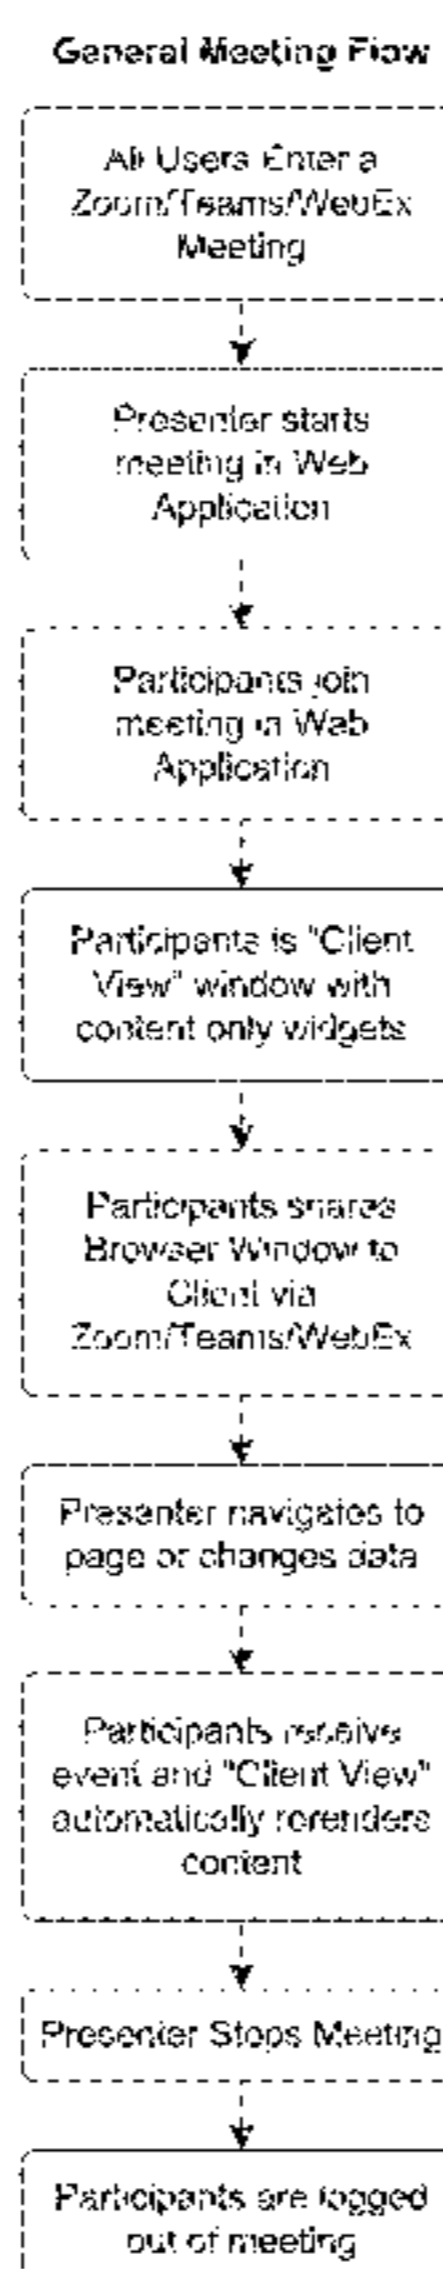 General Meeting Flow
All Users Enter a
Zoom/Teams/WebEx
Meeting
Presenter starts
meeting in Web
Application
Participants join
meeting in Web
Application
Participants is "Client
View" window with
content only widgets
Participants shares
Browser Window to
Client via
Zoom/Teams/WebEx
Presenter navigates to
page or changes data
Participants receive
event and "Client View"
automatically rerenders
content
Presenter Stops Meeting
Participants are logged
out of meeting